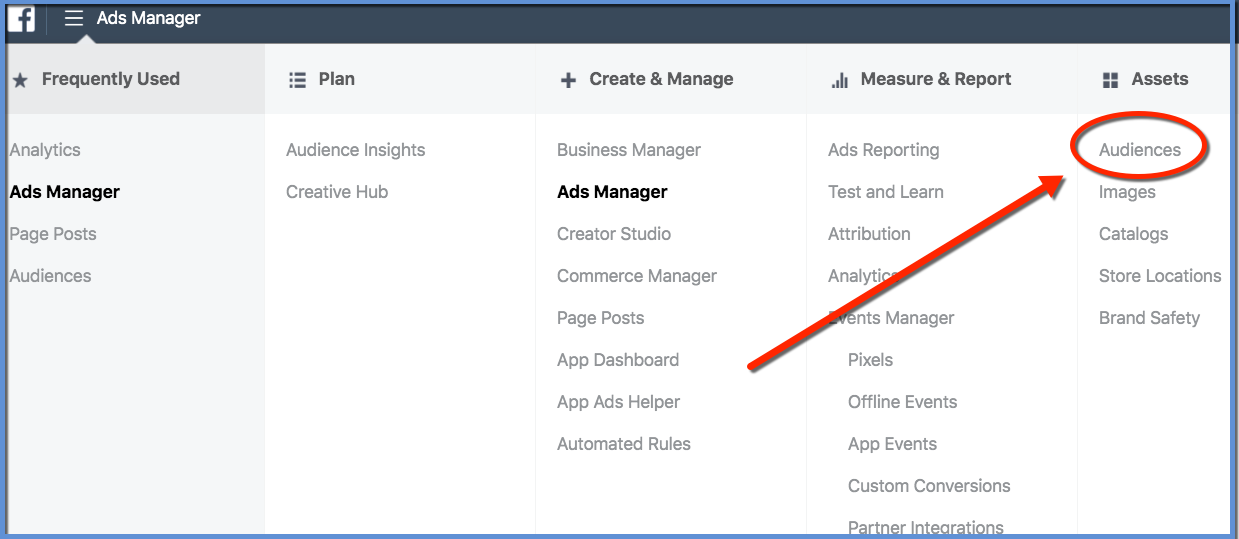 Ads Manager
Frequently Used
Analytics
Ads Manager
Page Posts
Audiences
Plan
Audience Insights
Creative Hub
Create & Manage
Business Manager
Ads Manager
Creator Studio
Commerce Manager
Page Posts
App Dashboard
App Ads Helper
Automated Rules
Measure & Report
Ads Reporting
Test and Learn
Attribution
Analytics
Events Manager
Pixels
Offline Events
App Events
Custom Conversions
Partner Integrations
Assets
Audiences
Images
Catalogs
Store Locations
Brand Safety